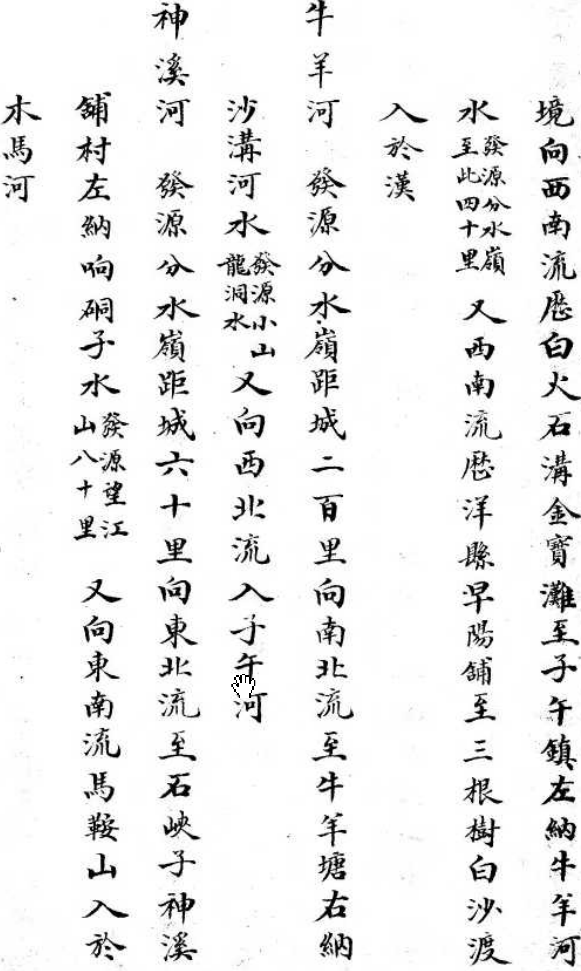 境向西南流歷白火石溝金寶灘至子午鎮左納牛羊河
水發源分水嶺至此四十里又西南流歷洋縣早陽舖至三根樹白沙渡
入於漢
牛羊河 發源分水嶺距城二百里向南北流至牛羊塘右納
沙溝河水發源小山龍洞水又向西北流入子午河
神溪河 發源分水嶺距城六十里向東北流至石峽子神溪
舖村左納响硐子水發源望江山八十里又向東南流馬鞍山入於
木馬河